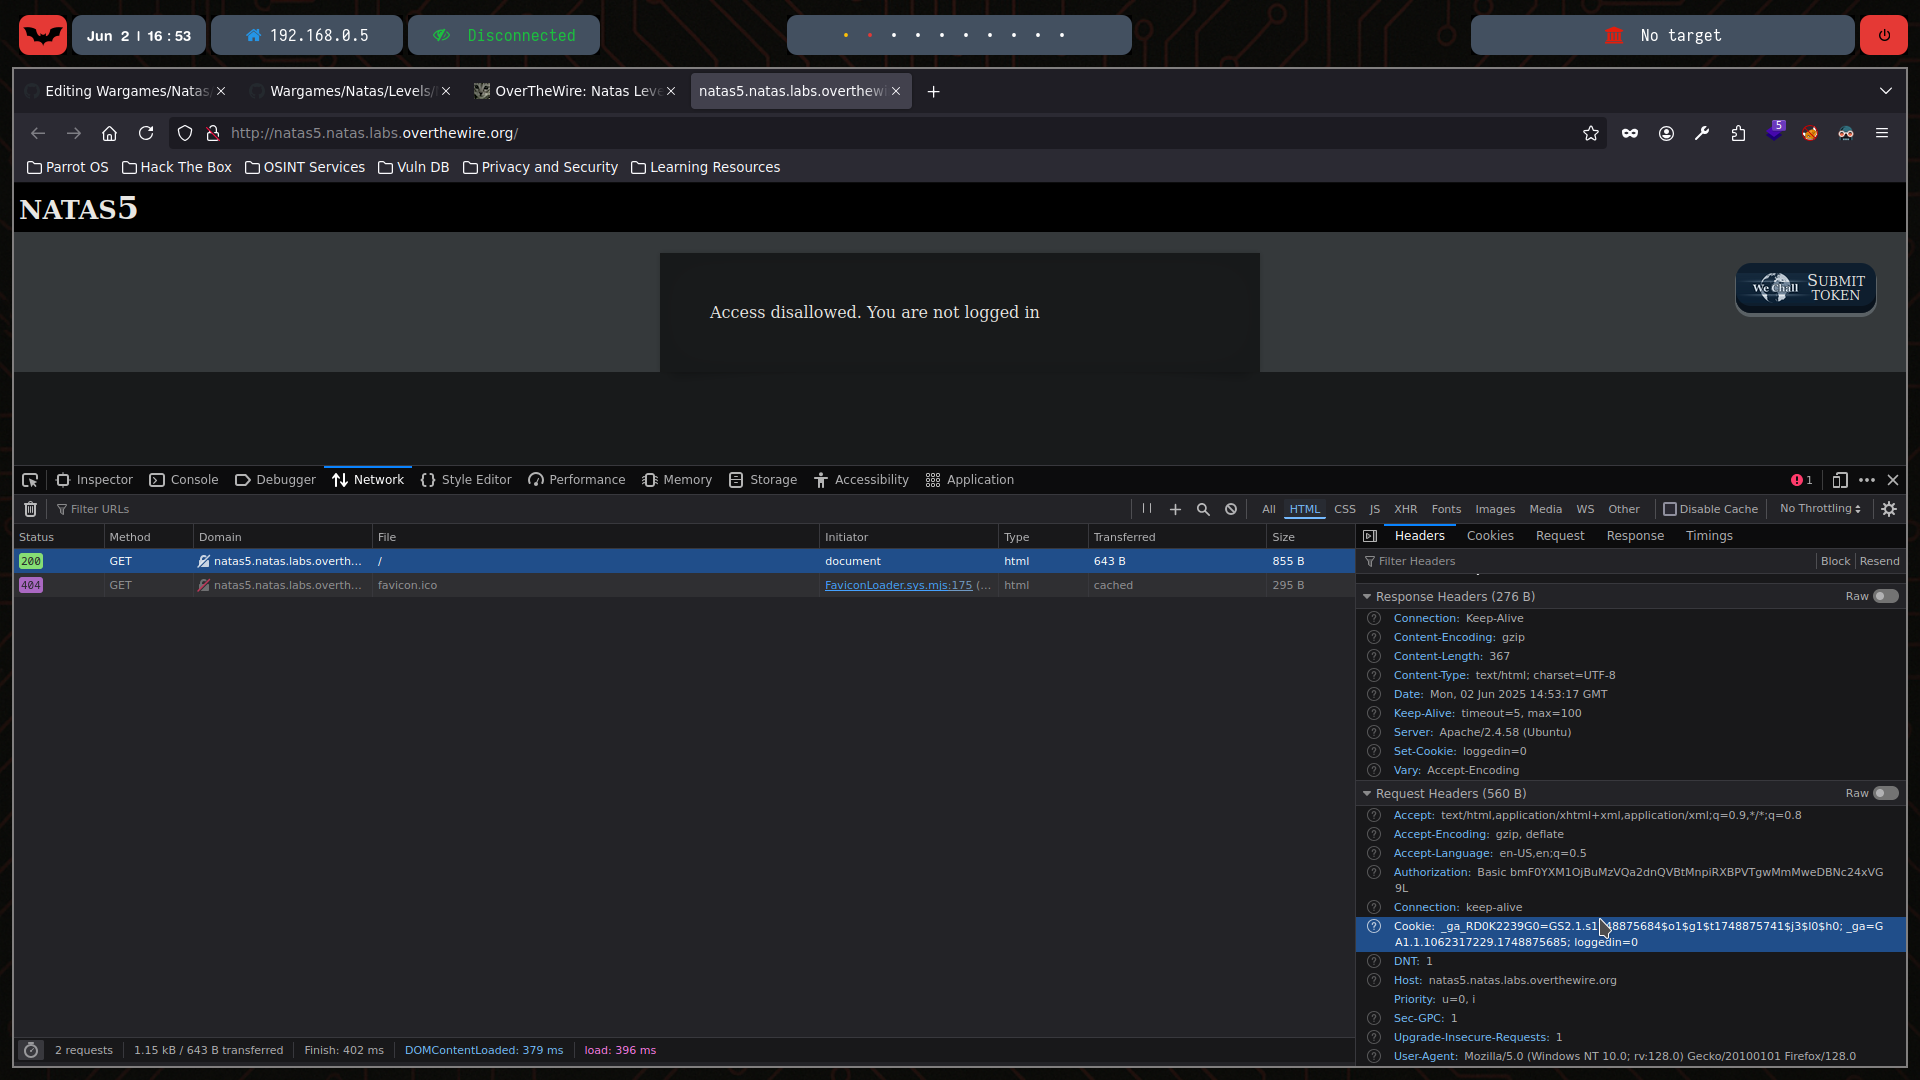 Jun 2 | 16:53
192.168.0.5
Disconnected
No target
Editing Wargames/Natas
Wargames/Natas/Levels/
OverTheWire: Natas Leve
natas5.natas.labs.overthewi
http://natas5.natas.labs.overthewire.org/
5
Parrot OS
Hack The Box
OSINT Services
Vuln DB
Privacy and Security
Learning Resources
NATAS5
Access disallowed. You are not logged in
We Chall
SUBMIT
TOKEN
Inspector
Console
Debugger
Network
Style Editor
Performance
Memory
Storage
Accessibility
Application
1
Filter URLs
All
HTML
CSS
JS
XHR
Fonts
Images
Media
WS
Other
Disable Cache
No Throttling
Status Method Domain File Initiator Type Transferred Size
200 GET natas5.natas.labs.overth... / document html 643 B 855 B
404 GET natas5.natas.labs.overth... favicon.ico FaviconLoader.sys.mjs:175 (... html cached 295 B
Headers
Cookies
Request
Response
Timings
Filter Headers
Block
Resend
Response Headers (276 B)
Raw
Connection: Keep-Alive
Content-Encoding: gzip
Content-Length: 367
Content-Type: text/html; charset=UTF-8
Date: Mon, 02 Jun 2025 14:53:17 GMT
Keep-Alive: timeout=5, max=100
Server: Apache/2.4.58 (Ubuntu)
Set-Cookie: loggedin=0
Vary: Accept-Encoding
Request Headers (560 B)
Raw
Accept: text/html,application/xhtml+xml,application/xml;q=0.9,*/*;q=0.8
Accept-Encoding: gzip, deflate
Accept-Language: en-US,en;q=0.5
Authorization: Basic bmF0YXM1OjBuMzVQa2dnQVBtMnpiRXBPVTgwMmMweDBNc24xVG
9L
Connection: keep-alive
Cookie: 48875684$o1$g1$t1748875741$j3$l0$h0; _ga=G
A1.1.1062317229.1748875685; loggedin=0
DNT: 1
Host: natas5.natas.labs.overthewire.org
Priority: u=0, i
Sec-GPC: 1
Upgrade-Insecure-Requests: 1
User-Agent: Mozilla/5.0 (Windows NT 10.0; rv:128.0) Gecko/20100101 Firefox/128.0
2 requests
1.15 kB / 643 B transferred
Finish: 402 ms
DOMContentLoaded: 379 ms
load: 396 ms